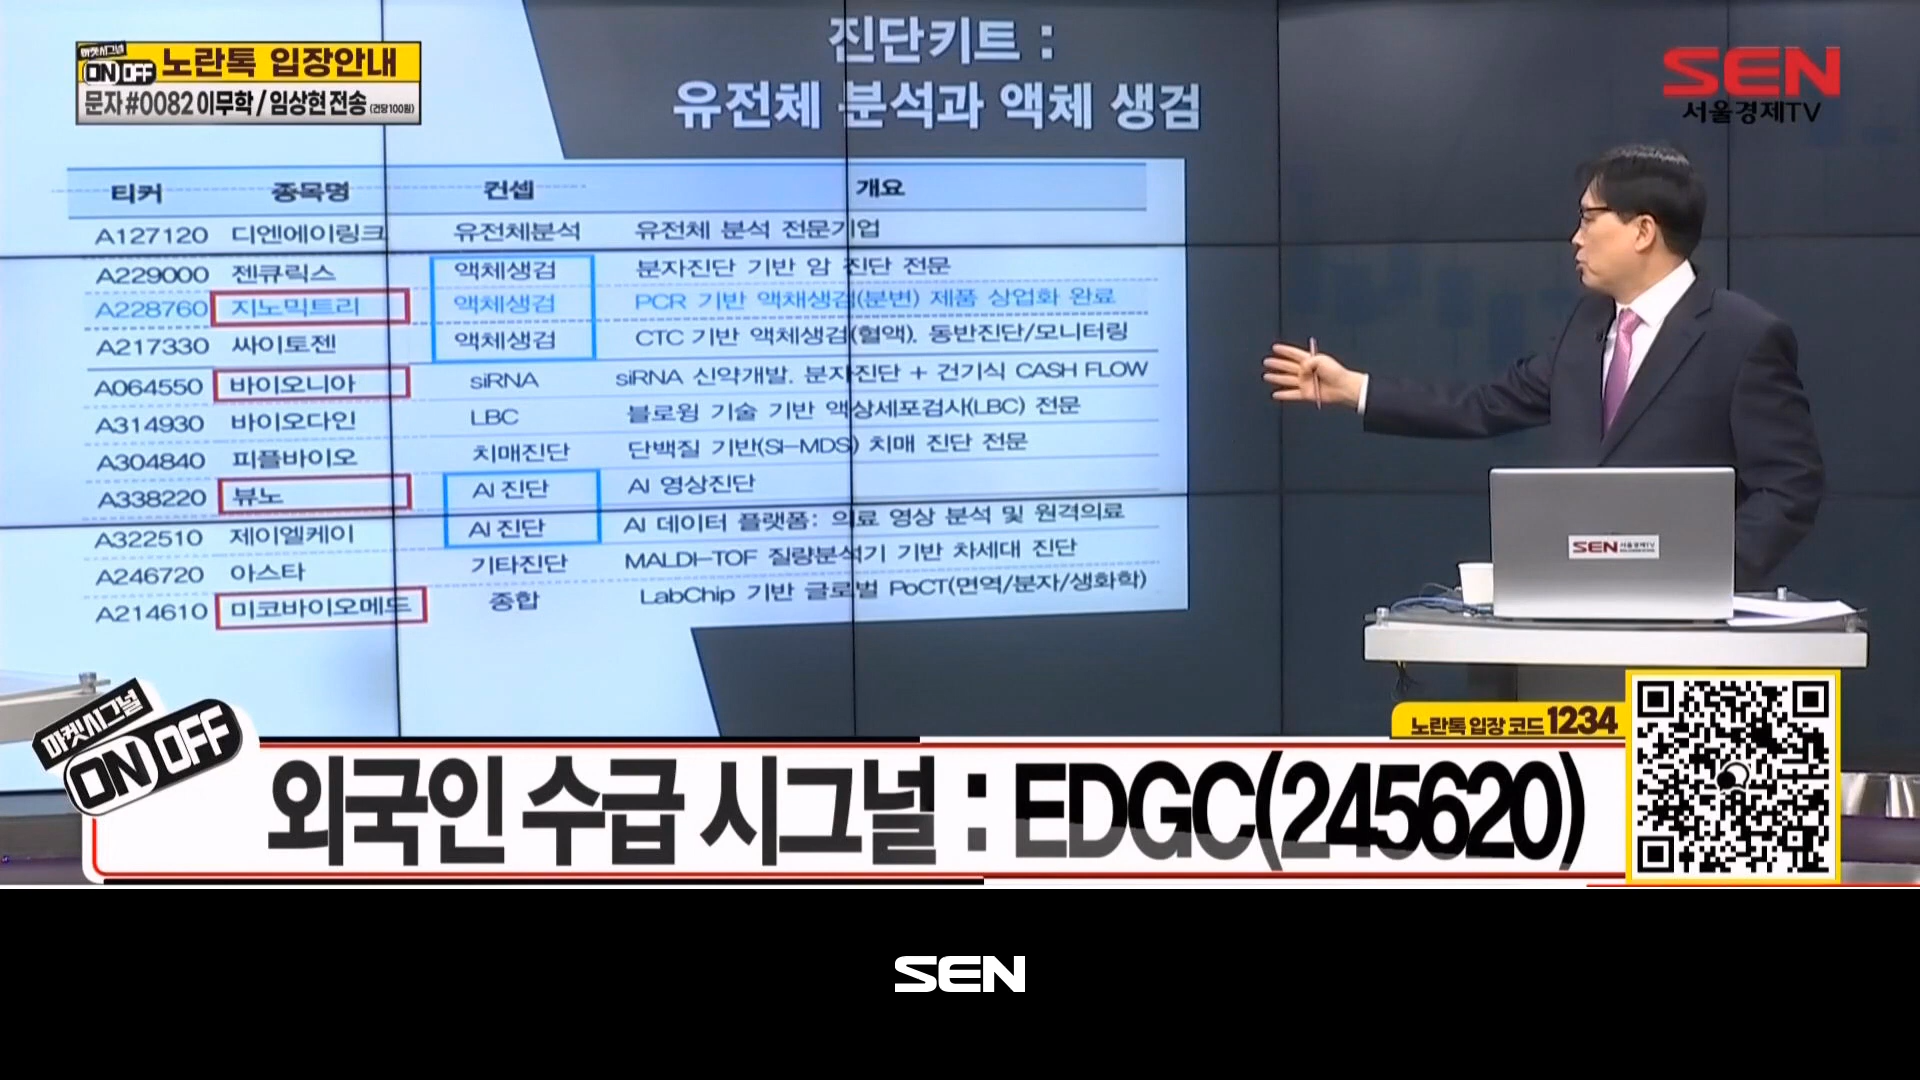 마켓시그널
ON OFF
노란톡 입장안내
문자 #0082 이무학 / 임상현 전송 (건당100원)
진단키트 :
유전체 분석과 액체 생검
SEN
서울경제TV
티커 종목명 컨셉 개요
A127120 디엔에이링크 유전체분석 유전체 분석 전문기업
A229000 젠큐릭스 액체생검 분자진단 기반 암 진단 전문
A228760 지노믹트리 액체생검 PCR 기반 액채생검(분변) 제품 상업화 완료
A217330 싸이토젠 액체생검 CTC 기반 액체생검(혈액). 동반진단/모니터링
A064550 바이오니아 siRNA siRNA 신약개발. 분자진단 + 건기식 CASH FLOW
A314930 바이오다인 LBC 블로윙 기술 기반 액상세포검사(LBC) 전문
A304840 피플바이오 치매진단 단백질 기반(SI-MDS) 치매 진단 전문
A338220 뷰노 AI 진단 AI 영상진단
A322510 제이엘케이 AI 진단 AI 데이터 플랫폼: 의료 영상 분석 및 원격의료
A246720 아스타 기타진단 MALDI-TOF 질량분석기 기반 차세대 진단
A214610 미코바이오메드 종합 LabChip 기반 글로벌 PoCT(면역/분자/생화학)
SEN 서울경제TV
노란톡 입장 코드 1234
마켓시그널
ON OFF
외국인 수급 시그널 : EDGC(245620)
SEN